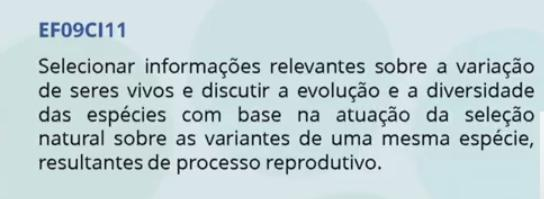 EF09CI11
Selecionar informações relevantes sobre a variação
de seres vivos e discutir a evolução e a diversidade
das espécies com base na atuação da seleção
natural sobre as variantes de uma mesma espécie,
resultantes de processo reprodutivo.